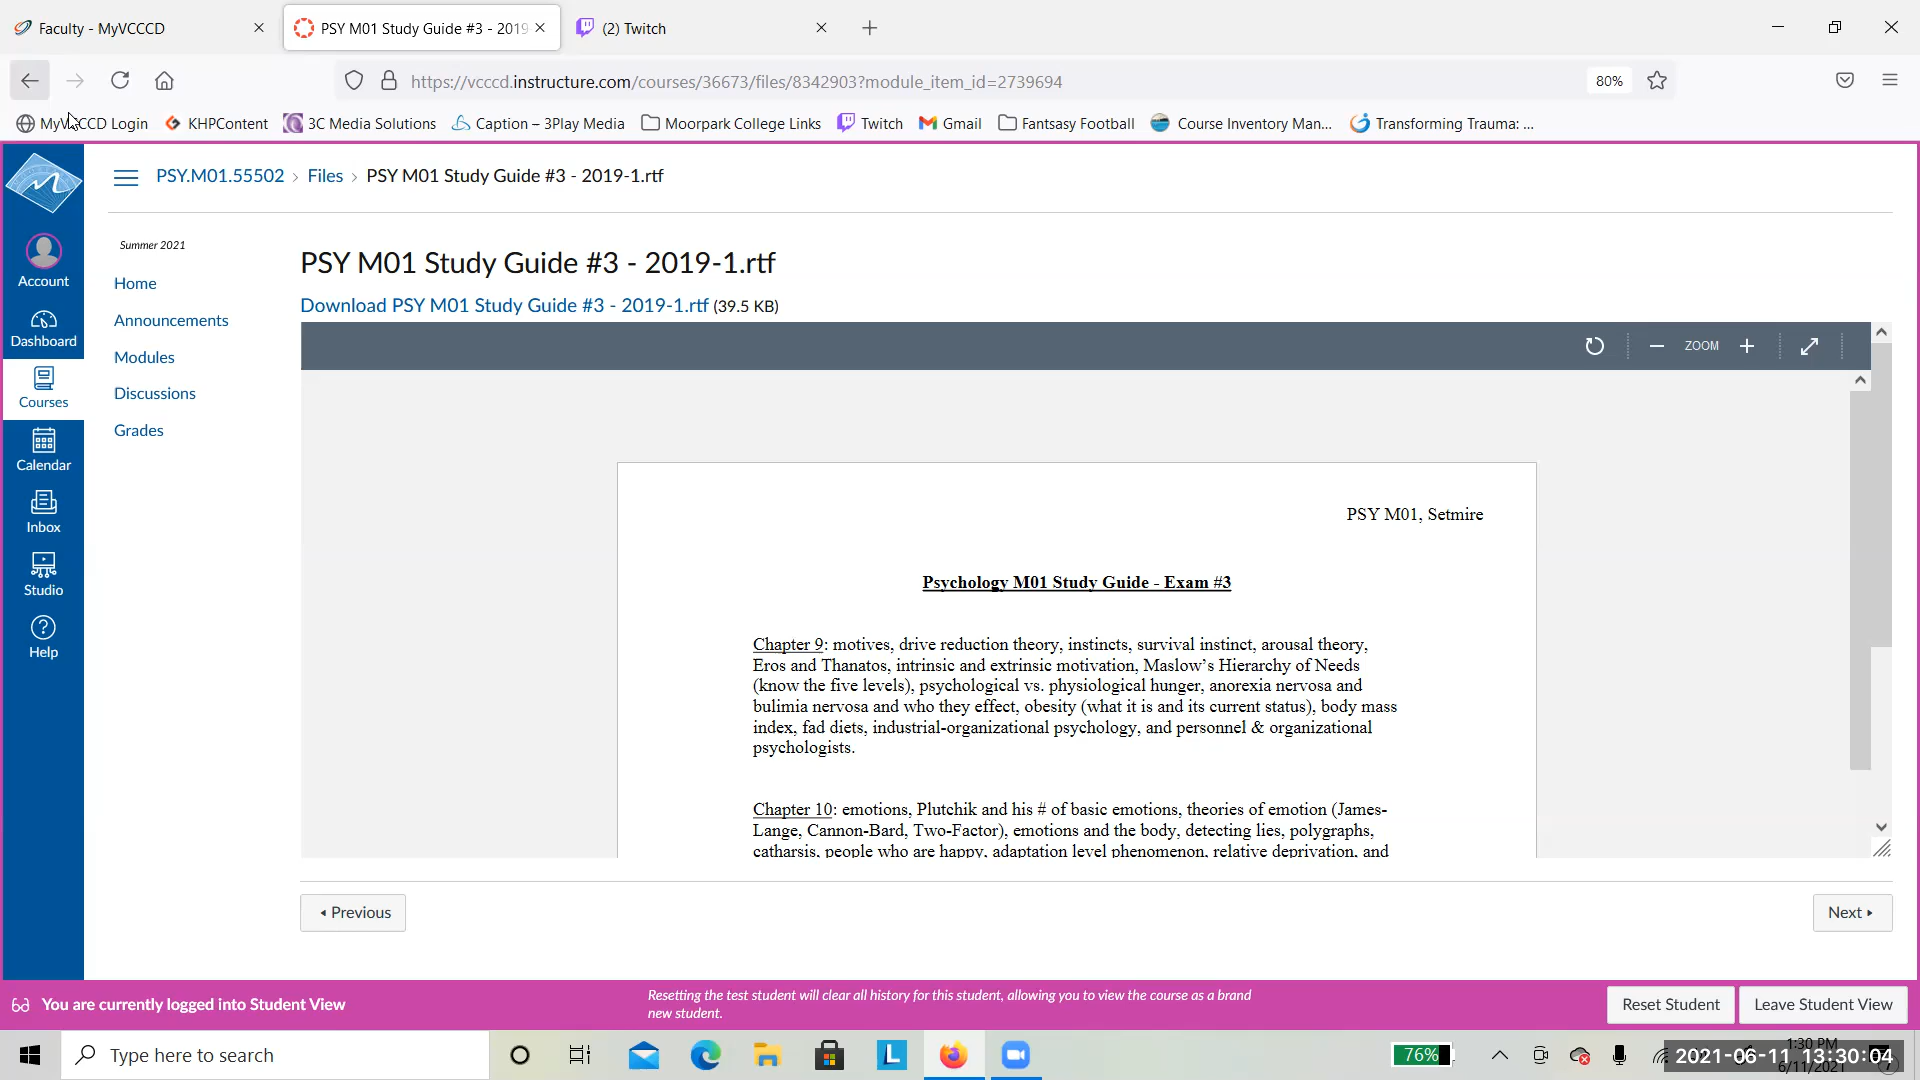 Faculty - MyVCCCD
PSY M01 Study Guide #3 - 2019
(2) Twitch
https://vcccd.instructure.com/courses/36673/files/8342903?module_item_id=2739694
80%
MyVCCCD Login
KHPContent
3C Media Solutions
Caption – 3Play Media
Moorpark College Links
Twitch
Gmail
Fantsasy Football
Course Inventory Man...
Transforming Trauma: ...
PSY.M01.55502 › Files › PSY M01 Study Guide #3 - 2019-1.rtf
Account
Dashboard
Courses
Calendar
Inbox
Studio
Help
Summer 2021
Home
Announcements
Modules
Discussions
Grades
PSY M01 Study Guide #3 - 2019-1.rtf
Download PSY M01 Study Guide #3 - 2019-1.rtf (39.5 KB)
ZOOM
PSY M01, Setmire
Psychology M01 Study Guide - Exam #3
Chapter 9: motives, drive reduction theory, instincts, survival instinct, arousal theory,
Eros and Thanatos, intrinsic and extrinsic motivation, Maslow's Hierarchy of Needs
(know the five levels), psychological vs. physiological hunger, anorexia nervosa and
bulimia nervosa and who they effect, obesity (what it is and its current status), body mass
index, fad diets, industrial-organizational psychology, and personnel & organizational
psychologists.
Chapter 10: emotions, Plutchik and his # of basic emotions, theories of emotion (James-
Lange, Cannon-Bard, Two-Factor), emotions and the body, detecting lies, polygraphs,
catharsis, people who are happy, adaptation level phenomenon, relative deprivation, and
Previous
Next
You are currently logged into Student View
Resetting the test student will clear all history for this student, allowing you to view the course as a brand
new student.
Reset Student
Leave Student View
Type here to search
76%
1:30 PM
2021-06-11 13:30:04